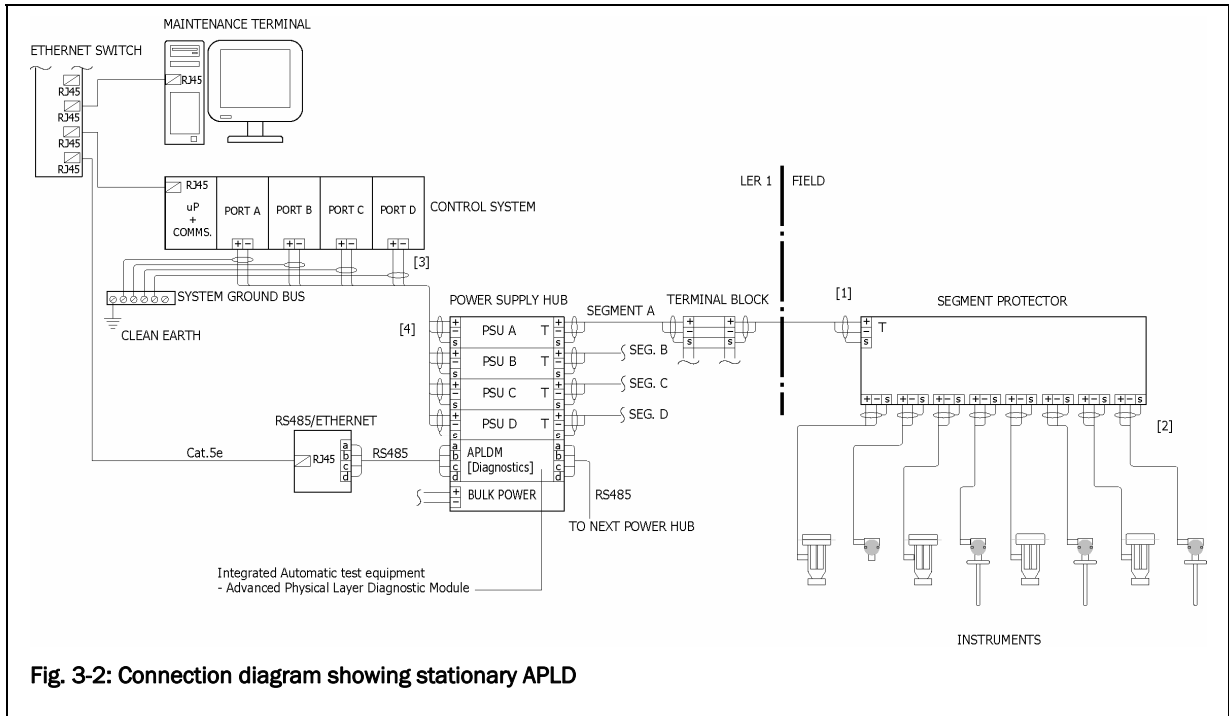 MAINTENANCE TERMINAL
ETHERNET SWITCH
RJ45
RJ45
RJ45
RJ45
RJ45
RJ45
uP
+
COMMS.
PORT A
PORT B
PORT C
PORT D
+ −
+ −
+ −
+ −
CONTROL SYSTEM
[3]
SYSTEM GROUND BUS
CLEAN EARTH
LER 1
FIELD
POWER SUPPLY HUB
[4]
+
−
s
PSU A
T
+
−
s
+
−
s
PSU B
T
+
−
s
+
−
s
PSU C
T
+
−
s
+
−
s
PSU D
T
+
−
s
SEGMENT A
SEG. B
SEG. C
SEG. D
TERMINAL BLOCK
+ +
− −
s s
[1]
SEGMENT PROTECTOR
+
−
s
T
+ − s
+ − s
+ − s
+ − s
+ − s
+ − s
+ − s
+ − s
[2]
RS485/ETHERNET
Cat.5e
RJ45
a
b
c
d
RS485
a
b
c
d
APLDM
[Diagnostics]
a
b
c
d
+
−
BULK POWER
RS485
TO NEXT POWER HUB
Integrated Automatic test equipment
- Advanced Physical Layer Diagnostic Module
INSTRUMENTS
Fig. 3-2: Connection diagram showing stationary APLD